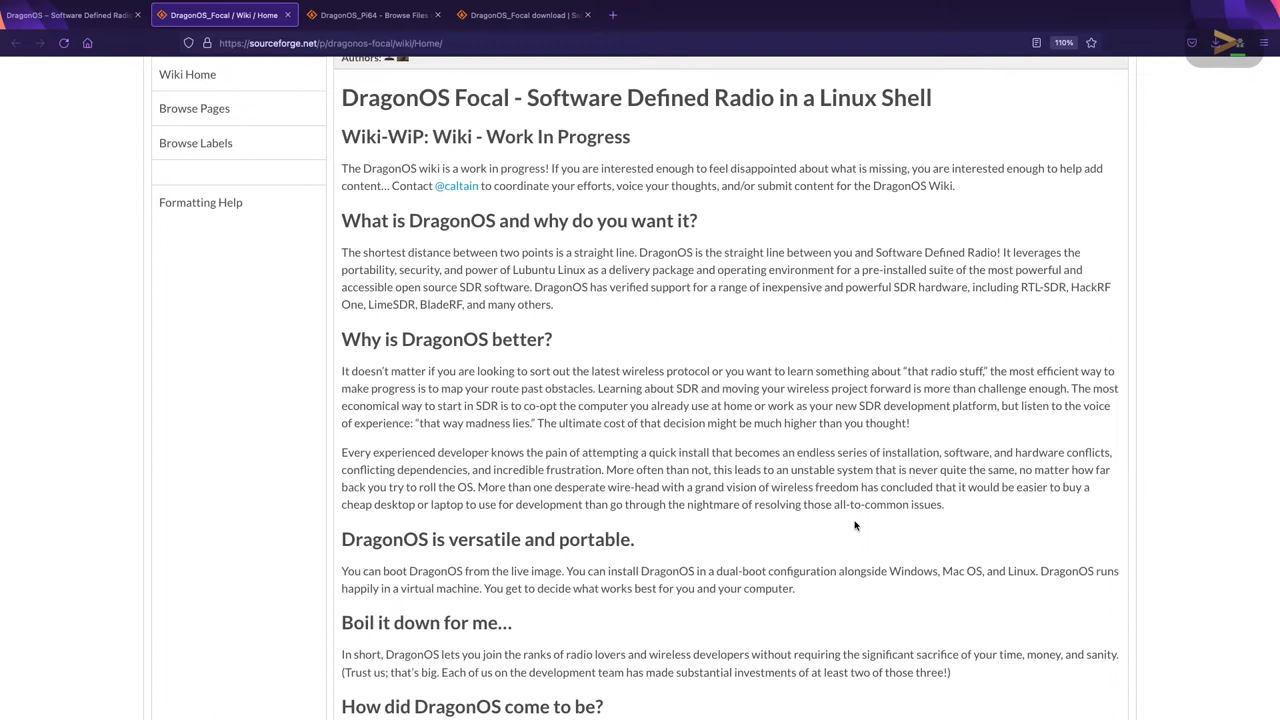 DragonOS – Software Defined Radio
DragonOS_Focal / Wiki / Home
DragonOS_Pi64 - Browse Files
DragonOS_Focal download | So
https://sourceforge.net/p/dragonos-focal/wiki/Home/
110%
Authors:
Wiki Home
Browse Pages
Browse Labels
Formatting Help
DragonOS Focal - Software Defined Radio in a Linux Shell
Wiki-WiP: Wiki - Work In Progress
The DragonOS wiki is a work in progress! If you are interested enough to feel disappointed about what is missing, you are interested enough to help add
content... Contact @caltain to coordinate your efforts, voice your thoughts, and/or submit content for the DragonOS Wiki.
What is DragonOS and why do you want it?
The shortest distance between two points is a straight line. DragonOS is the straight line between you and Software Defined Radio! It leverages the
portability, security, and power of Lubuntu Linux as a delivery package and operating environment for a pre-installed suite of the most powerful and
accessible open source SDR software. DragonOS has verified support for a range of inexpensive and powerful SDR hardware, including RTL-SDR, HackRF
One, LimeSDR, BladeRF, and many others.
Why is DragonOS better?
It doesn't matter if you are looking to sort out the latest wireless protocol or you want to learn something about “that radio stuff,” the most efficient way to
make progress is to map your route past obstacles. Learning about SDR and moving your wireless project forward is more than challenge enough. The most
economical way to start in SDR is to co-opt the computer you already use at home or work as your new SDR development platform, but listen to the voice
of experience: “that way madness lies.” The ultimate cost of that decision might be much higher than you thought!
Every experienced developer knows the pain of attempting a quick install that becomes an endless series of installation, software, and hardware conflicts,
conflicting dependencies, and incredible frustration. More often than not, this leads to an unstable system that is never quite the same, no matter how far
back you try to roll the OS. More than one desperate wire-head with a grand vision of wireless freedom has concluded that it would be easier to buy a
cheap desktop or laptop to use for development than go through the nightmare of resolving those all-to-common issues.
DragonOS is versatile and portable.
You can boot DragonOS from the live image. You can install DragonOS in a dual-boot configuration alongside Windows, Mac OS, and Linux. DragonOS runs
happily in a virtual machine. You get to decide what works best for you and your computer.
Boil it down for me...
In short, DragonOS lets you join the ranks of radio lovers and wireless developers without requiring the significant sacrifice of your time, money, and sanity.
(Trust us; that's big. Each of us on the development team has made substantial investments of at least two of those three!)
How did DragonOS come to be?